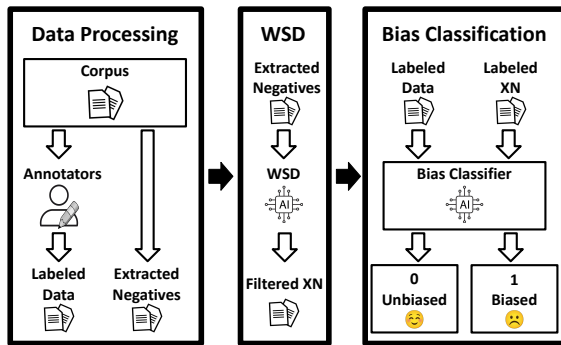 Data Processing
Corpus
Annotators
Labeled
Data
Extracted
Negatives
WSD
Extracted
Negatives
WSD
AI
Filtered XN
Bias Classification
Labeled
Data
Labeled
XN
Bias Classifier
AI
0
Unbiased
1
Biased